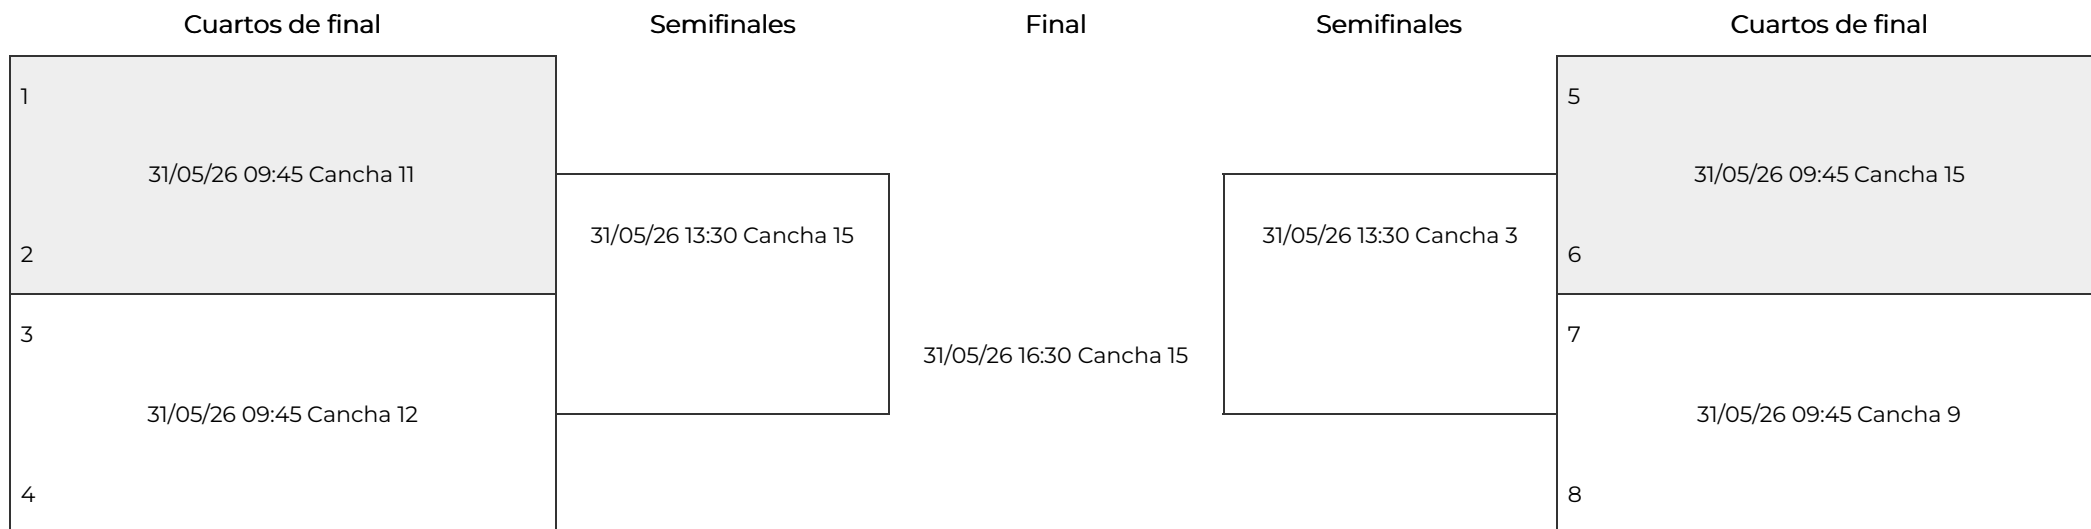 Cuartos de final
Semifinales
Final
Semifinales
Cuartos de final
1
31/05/26 09:45 Cancha 11
2
3
31/05/26 09:45 Cancha 12
4
31/05/26 13:30 Cancha 15
31/05/26 16:30 Cancha 15
31/05/26 13:30 Cancha 3
5
31/05/26 09:45 Cancha 15
6
7
31/05/26 09:45 Cancha 9
8